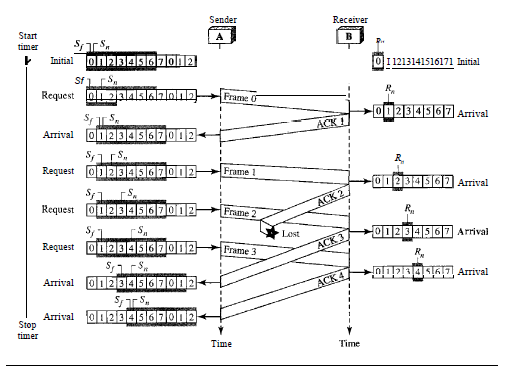 Sender
Receiver
Start
timer
A
B
Sf Sn
Rn
Initial
0 1 2 3 4 5 6 7 0 1 2
0 I 12131415161 71 Initial
Sf Sn
Request
0 1 2 3 4 5 6 7 0 1 2
Frame 0
Rn
0 1 2 3 4 5 6 7 Arrival
Sf Sn
Arrival
0 1 2 3 4 5 6 7 0 1 2
ACK 1
Sf Sn
Request
0 1 2 3 4 5 6 7 0 1 2
Frame 1
Rn
0 1 2 3 4 5 6 7 Arrival
Sf Sn
ACK 2
Request
0 1 2 3 4 5 6 7 0 1 2
Frame 2
Lost
Rn
0 1 2 3 4 5 6 7 Arrival
Sf Sn
ACK 3
Request
0 1 2 3 4 5 6 7 0 1 2
Frame 3
Rn
0 1 2 3 4 5 6 7 Arrival
Sf Sn
Arrival
0 1 2 3 4 5 6 7 0 1 2
ACK 4
Sf Sn
Arrival
0 1 2 3 4 5 6 7 0 1 2
Stop
timer
Time
Time